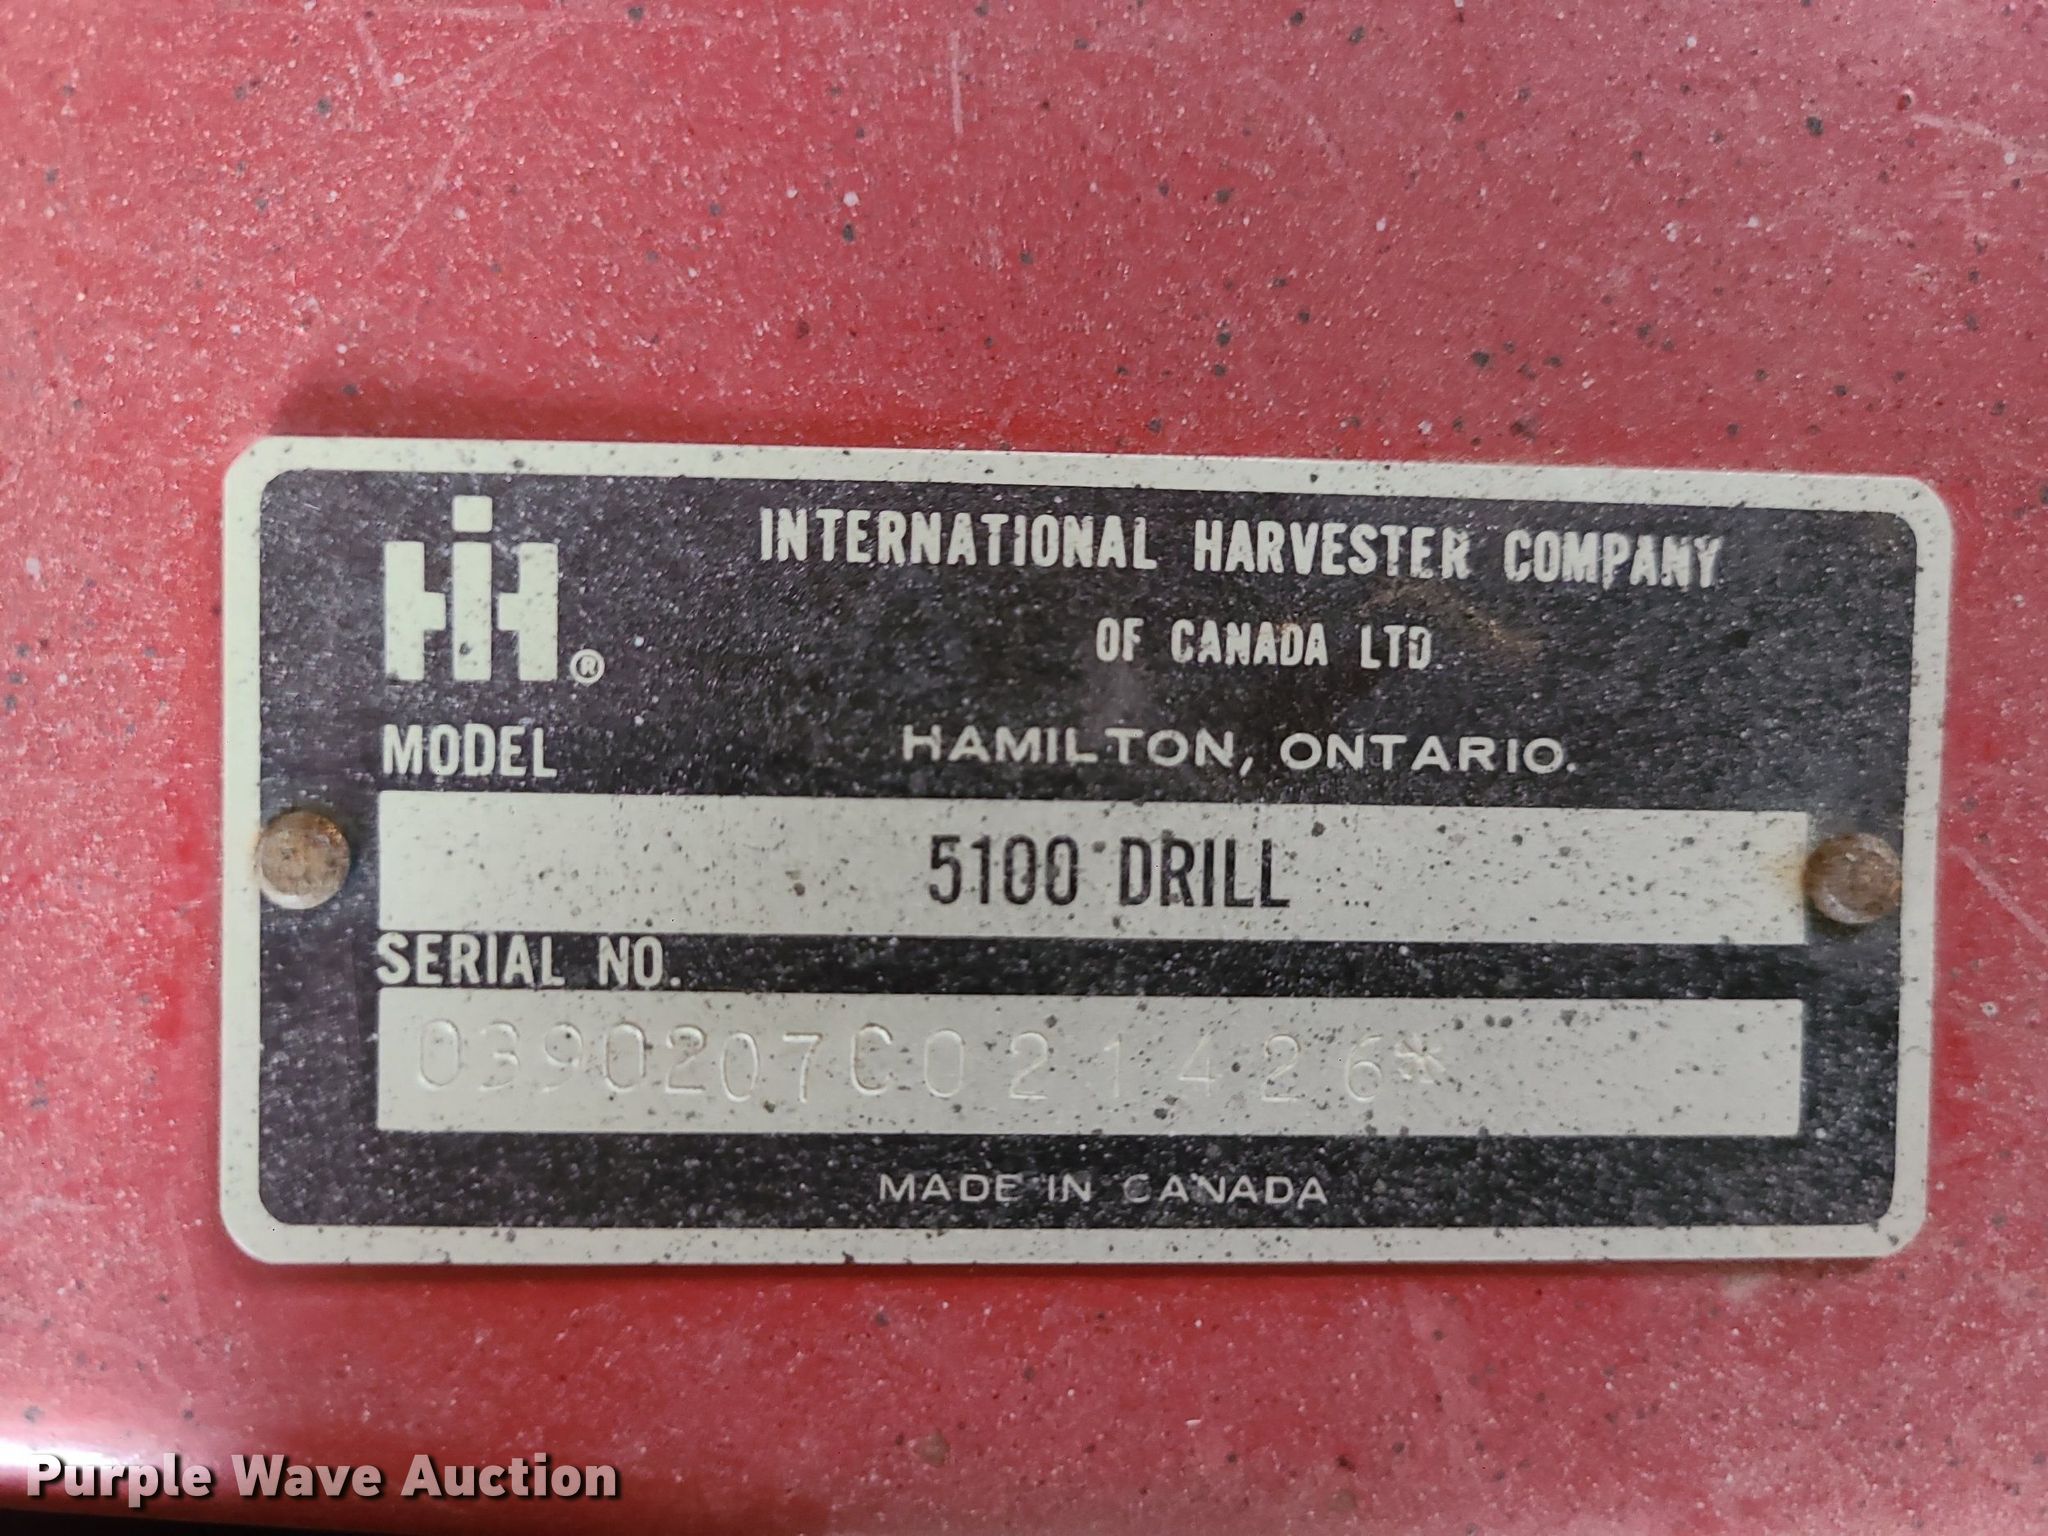 IH®
INTERNATIONAL HARVESTER COMPANY
OF CANADA LTD.
HAMILTON, ONTARIO.
MODEL
5100 DRILL
SERIAL NO.
0390207C021426*
MADE IN CANADA
Purple Wave Auction